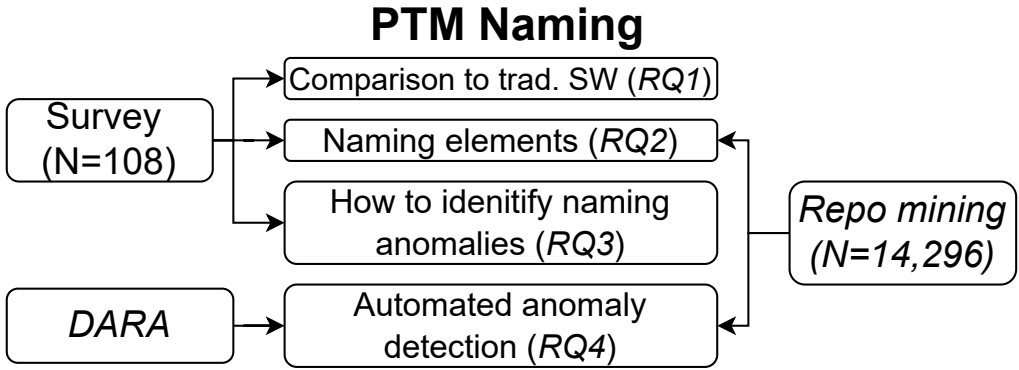 PTM Naming
Comparison to trad. SW (RQ1)
Survey
(N=108)
Naming elements (RQ2)
How to idenitify naming
anomalies (RQ3)
Repo mining
(N=14,296)
DARA
Automated anomaly
detection (RQ4)